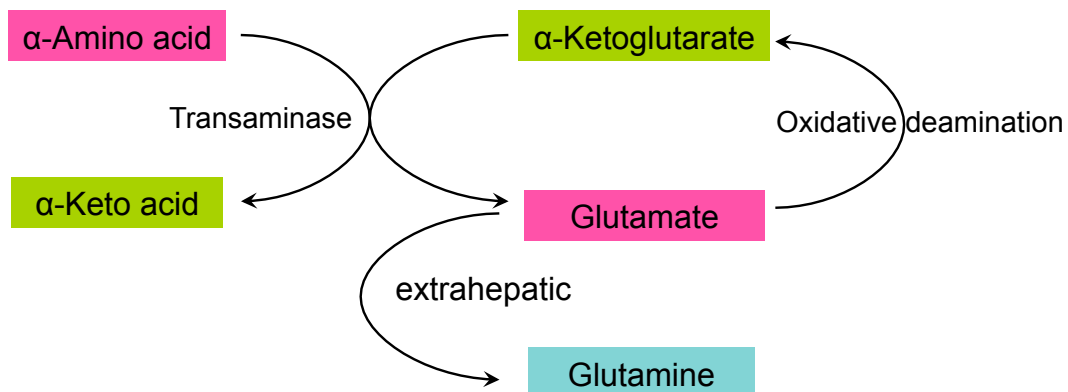 α-Amino acid
α-Ketoglutarate
Transaminase
Oxidative deamination
α-Keto acid
Glutamate
extrahepatic
Glutamine